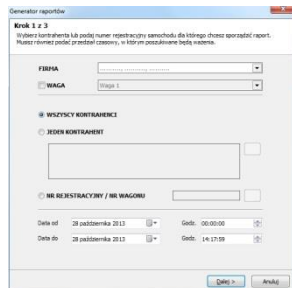 Generator raportów
Krok 1 z 3
Wybierz kontrahenta lub podaj numer rejestracyjny samochodu dla którego chcesz sporządzić raport.
Musisz również podać przedział czasowy, w którym poszukiwane będą ważenia.
FIRMA
WAGA Waga 1
WSZYSCY KONTRAHENCI
JEDEN KONTRAHENT
NR REJESTRACYJNY / NR WAGONU
Data od 28 października 2013 Godz. 00:00:00
Data do 28 października 2013 Godz. 14:17:59
Dalej > Anuluj